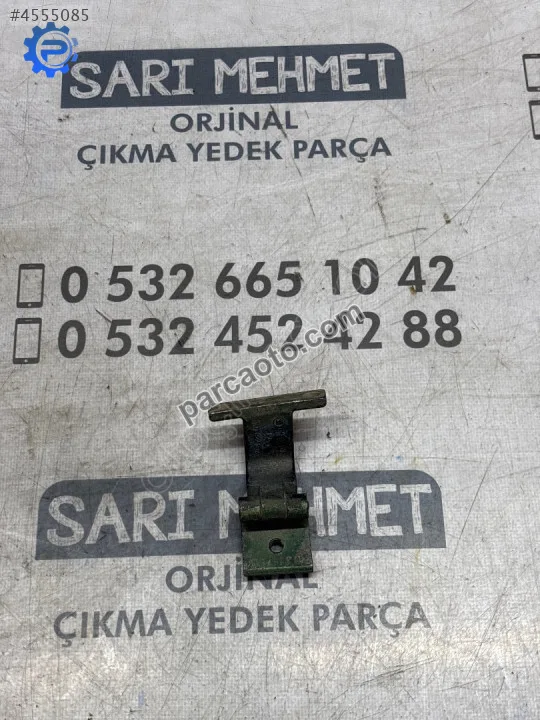 #4555085
SARI MEHMET
ORJİNAL
ÇIKMA YEDEK PARÇA
0 532 665 10 42
0 532 452 42 88
parcaoto.com
SARI MEHMET
ORJİNAL
ÇIKMA YEDEK PARÇA